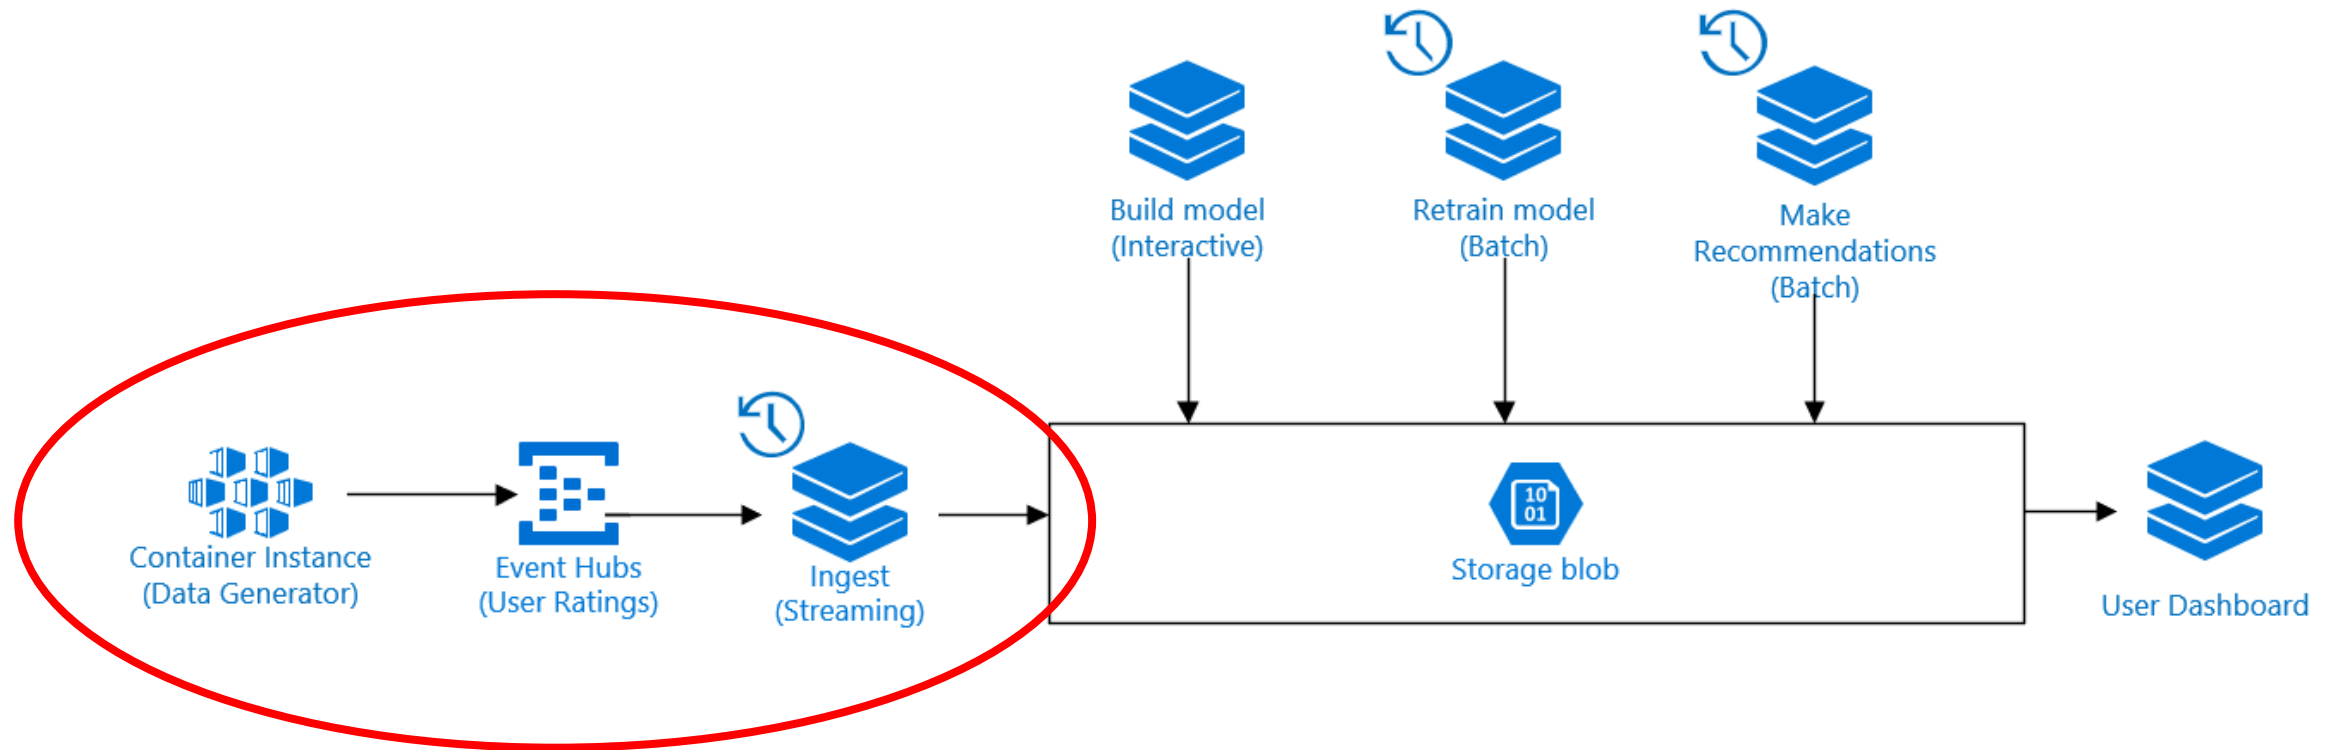 Build model
(Interactive)
Retrain model
(Batch)
Make
Recommendations
(Batch)
Container Instance
(Data Generator)
Event Hubs
(User Ratings)
Ingest
(Streaming)
10
01
Storage blob
User Dashboard